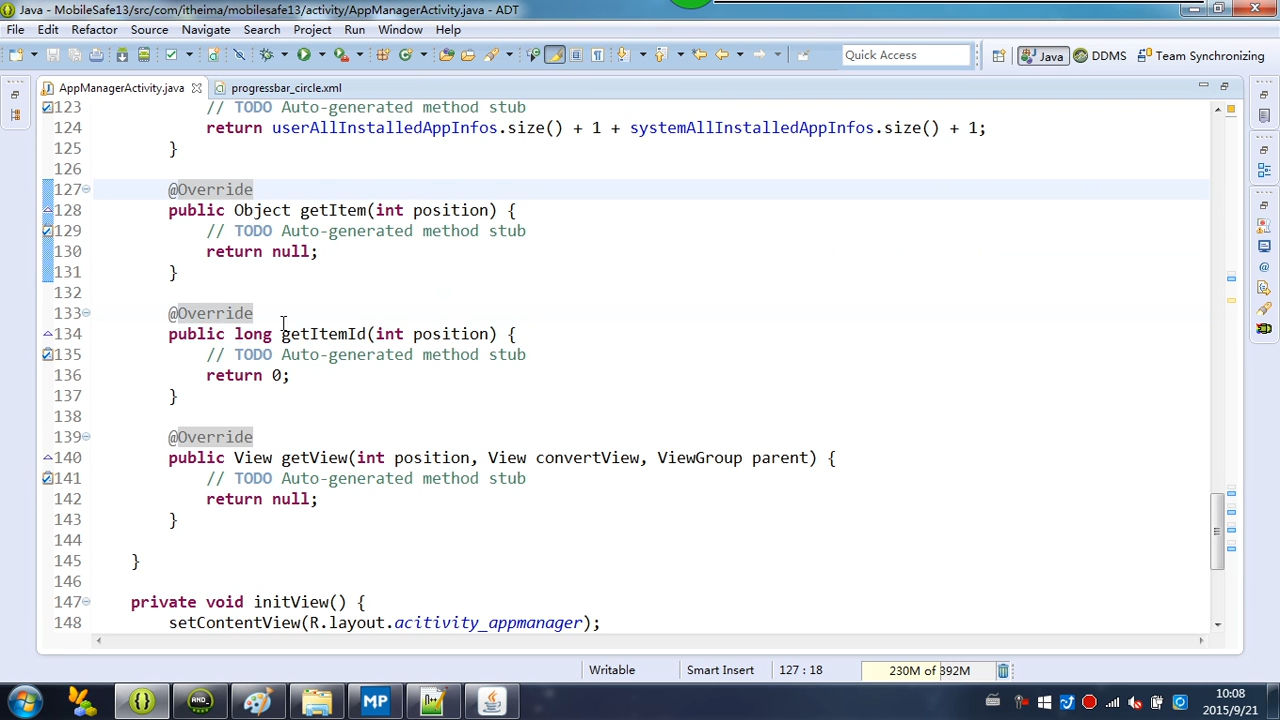 Java - MobileSafe13/src/com/itheima/mobilesafe13/activity/AppManagerActivity.java - ADT
File Edit Refactor Source Navigate Search Project Run Window Help
Quick Access Java DDMS Team Synchronizing
AppManagerActivity.java progressbar_circle.xml
123 // TODO Auto-generated method stub
124 return userAllInstalledAppInfos.size() + 1 + systemAllInstalledAppInfos.size() + 1;
125 }
126
127 @Override
128 public Object getItem(int position) {
129 // TODO Auto-generated method stub
130 return null;
131 }
132
133 @Override
134 public long getItemId(int position) {
135 // TODO Auto-generated method stub
136 return 0;
137 }
138
139 @Override
140 public View getView(int position, View convertView, ViewGroup parent) {
141 // TODO Auto-generated method stub
142 return null;
143 }
144
145 }
146
147 private void initView() {
148 setContentView(R.layout.acitivity_appmanager);
Writable Smart Insert 127 : 18 230M of 392M
MP
10:08
2015/9/21